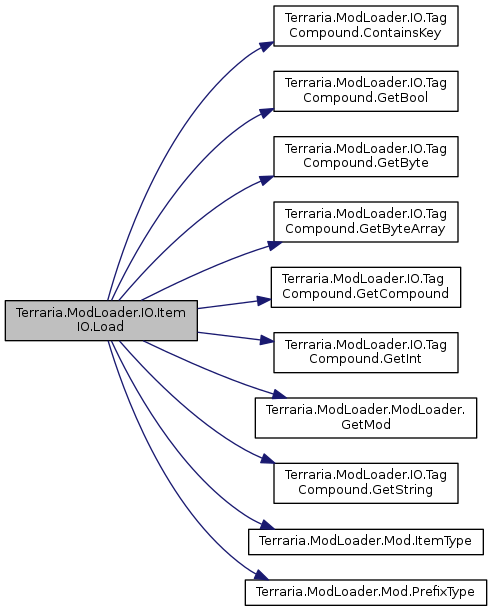 Terraria.ModLoader.IO.Tag
Compound.ContainsKey
Terraria.ModLoader.IO.Tag
Compound.GetBool
Terraria.ModLoader.IO.Tag
Compound.GetByte
Terraria.ModLoader.IO.Tag
Compound.GetByteArray
Terraria.ModLoader.IO.Tag
Compound.GetCompound
Terraria.ModLoader.IO.Item
IO.Load
Terraria.ModLoader.IO.Tag
Compound.GetInt
Terraria.ModLoader.ModLoader.
GetMod
Terraria.ModLoader.IO.Tag
Compound.GetString
Terraria.ModLoader.Mod.ItemType
Terraria.ModLoader.Mod.PrefixType